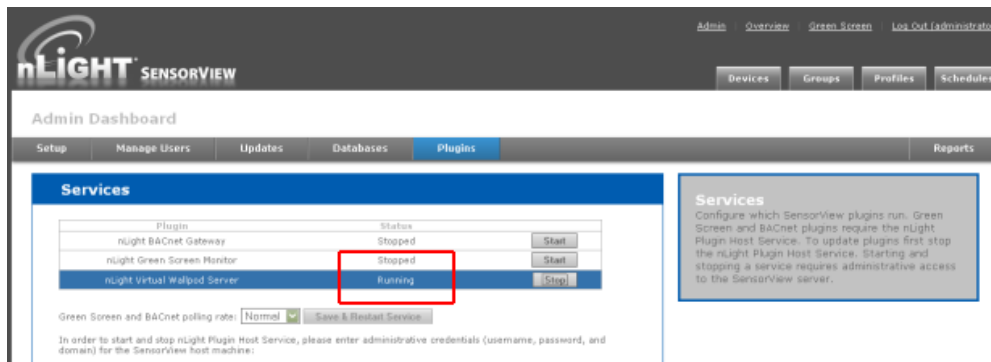 Admin Overview Green Screen Log Out (administrato
nLIGHT SENSORVIEW
Devices Groups Profiles Schedules
Admin Dashboard
Setup Manage Users Updates Databases Plugins Reports
Services
Plugin Status
nLight BACnet Gateway Stopped Start
nLight Green Screen Monitor Stopped Start
nLight Virtual Wallpod Server Running Stop
Green Screen and BACnet polling rate: Normal Save & Restart Service
In order to start and stop nLight Plugin Host Service, please enter administrative credentials (username, password, and
domain) for the SensorView host machine:
Services
Configure which SensorView plugins run. Green
Screen and BACnet plugins require the nLight
Plugin Host Service. To update plugins first stop
the nLight Plugin Host Service. Starting and
stopping a service requires administrative access
to the SensorView server.